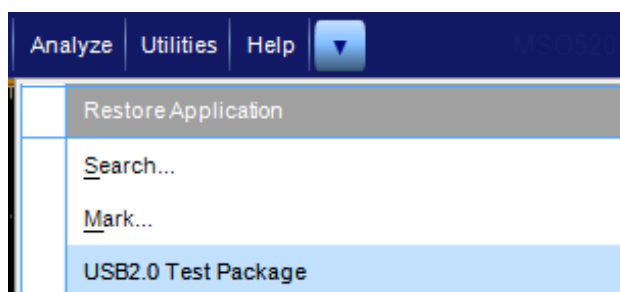 Analyze Utilities Help
Restore Application
Search...
Mark...
USB2.0 Test Package